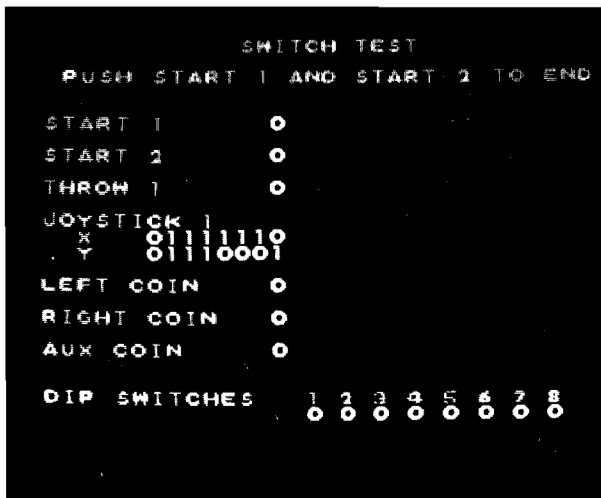 SWITCH TEST
PUSH START 1 AND START 2 TO END
START 1 0
START 2 0
THROW 1 0
JOYSTICK 1
X 01111110
Y 01110001
LEFT COIN 0
RIGHT COIN 0
AUX COIN 0
DIP SWITCHES 1 2 3 4 5 6 7 8
0 0 0 0 0 0 0 0